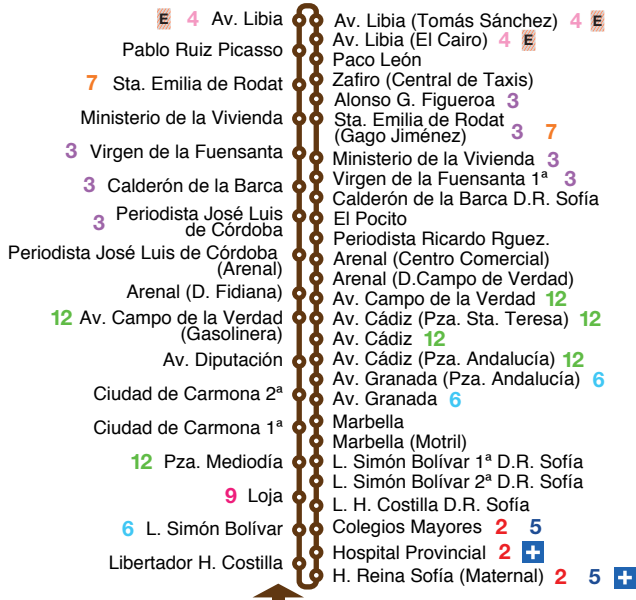 E 4 Av. Libia
Pablo Ruiz Picasso
7 Sta. Emilia de Rodat
Ministerio de la Vivienda
3 Virgen de la Fuensanta
3 Calderón de la Barca
3 Periodista José Luis
de Córdoba
Periodista José Luis de Córdoba
(Arenal)
Arenal (D. Fidiana)
12 Av. Campo de la Verdad
(Gasolinera)
Av. Diputación
Ciudad de Carmona 2ª
Ciudad de Carmona 1ª
12 Pza. Mediodía
9 Loja
6 L. Simón Bolívar
Libertador H. Costilla
Av. Libia (Tomás Sánchez) 4 E
Av. Libia (El Cairo) 4 E
Paco León
Zafiro (Central de Taxis)
Alonso G. Figueroa 3
Sta. Emilia de Rodat
(Gago Jiménez) 3 7
Ministerio de la Vivienda 3
Virgen de la Fuensanta 1ª 3
Calderón de la Barca D.R. Sofía
El Pocito
Periodista Ricardo Rguez.
Arenal (Centro Comercial)
Arenal (D.Campo de Verdad)
Av. Campo de la Verdad 12
Av. Cádiz (Pza. Sta. Teresa) 12
Av. Cádiz 12
Av. Cádiz (Pza. Andalucía) 12
Av. Granada (Pza. Andalucía) 6
Av. Granada 6
Marbella
Marbella (Motril)
L. Simón Bolívar 1ª D.R. Sofía
L. Simón Bolívar 2ª D.R. Sofía
L. H. Costilla D.R. Sofía
Colegios Mayores 2 5
Hospital Provincial 2 +
H. Reina Sofía (Maternal) 2 5 +